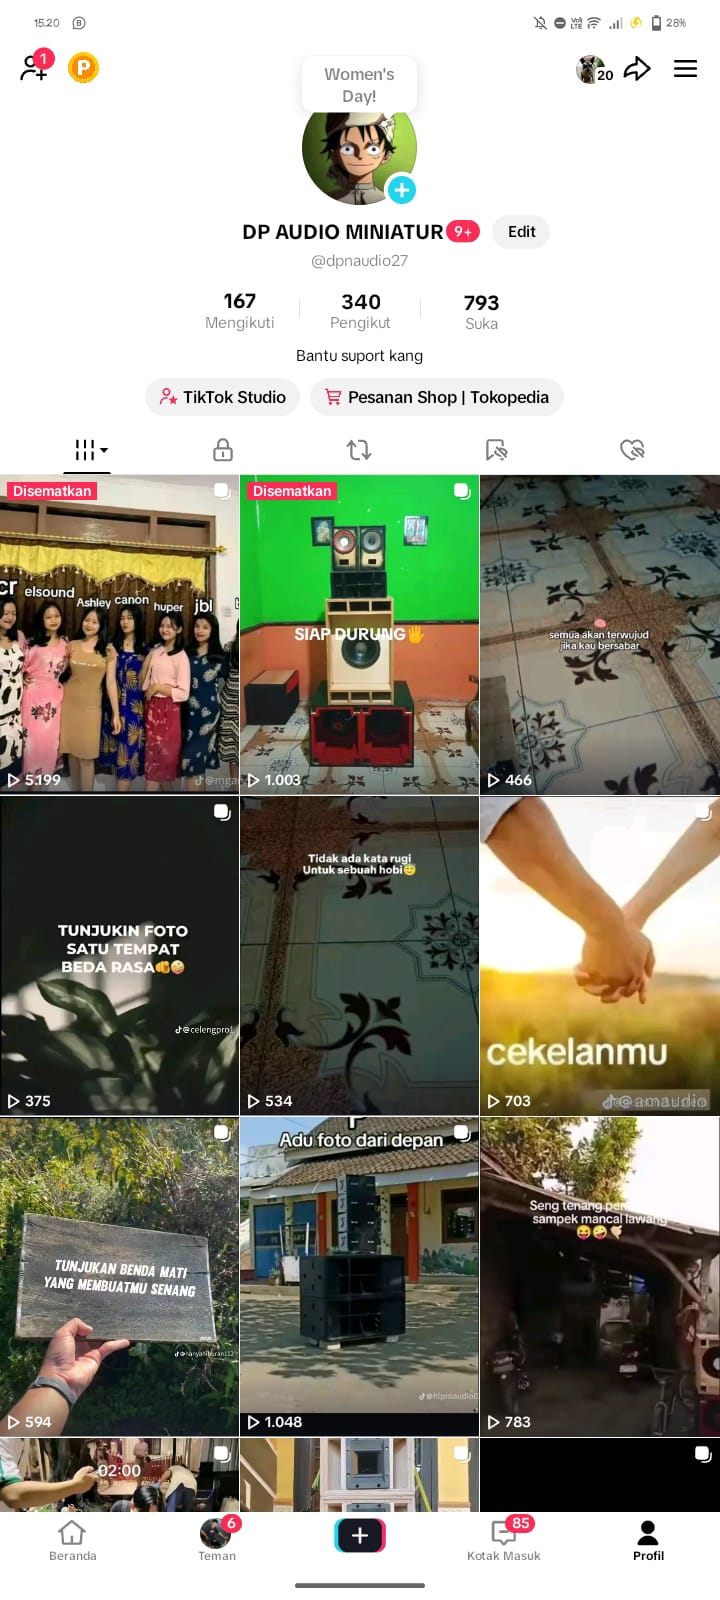 15.20
28%
1
P
Women's
Day!
20
DP AUDIO MINIATUR
9+
Edit
@dpnaudio27
167
340
793
Mengikuti
Pengikut
Suka
Bantu suport kang
TikTok Studio
Pesanan Shop | Tokopedia
Disematkan
cr elsound Ashley canon huper jbl
5.199
Disematkan
SIAP DURUNG🖐
1.003
semua akan terwujud
jika kau bersabar
466
TUNJUKIN FOTO
SATU TEMPAT
BEDA RASA🫵🤪
@celengpro1
375
Tidak ada kata rugi
Untuk sebuah hobi😇
534
cekelanmu
703
TUNJUKAN BENDA MATI
YANG MEMBUATMU SENANG
@hanyahiburan112
594
Adu foto dari depan
@hlproaudio
1.048
Seng tenang
sampek mancal lawang
783
02:00
6
85
Beranda
Teman
Kotak Masuk
Profil